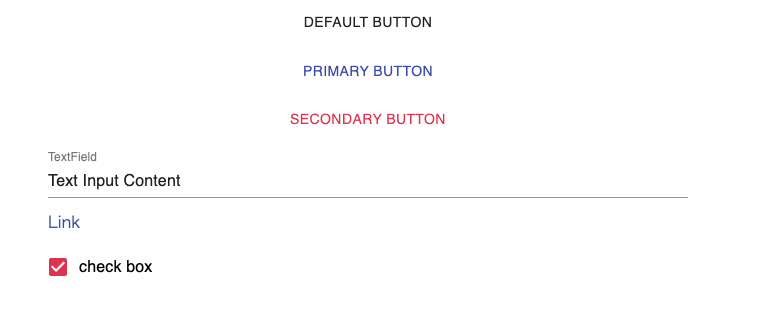 DEFAULT BUTTON
PRIMARY BUTTON
SECONDARY BUTTON
TextField
Text Input Content
Link
check box